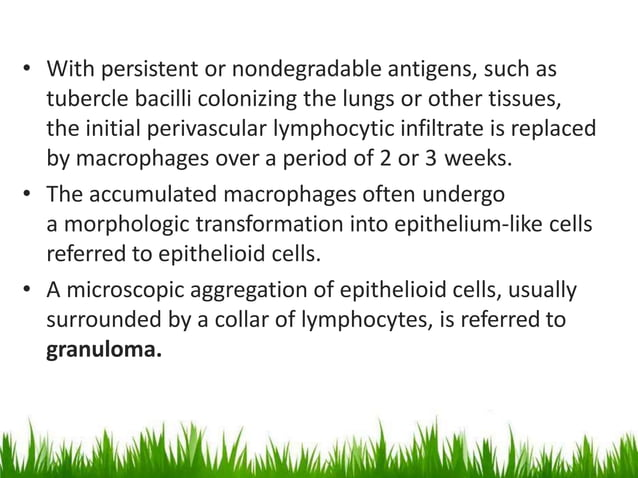 • With persistent or nondegradable antigens, such as
tubercle bacilli colonizing the lungs or other tissues,
the initial perivascular lymphocytic infiltrate is replaced
by macrophages over a period of 2 or 3 weeks.
• The accumulated macrophages often undergo
a morphologic transformation into epithelium-like cells
referred to epithelioid cells.
• A microscopic aggregation of epithelioid cells, usually
surrounded by a collar of lymphocytes, is referred to
granuloma.